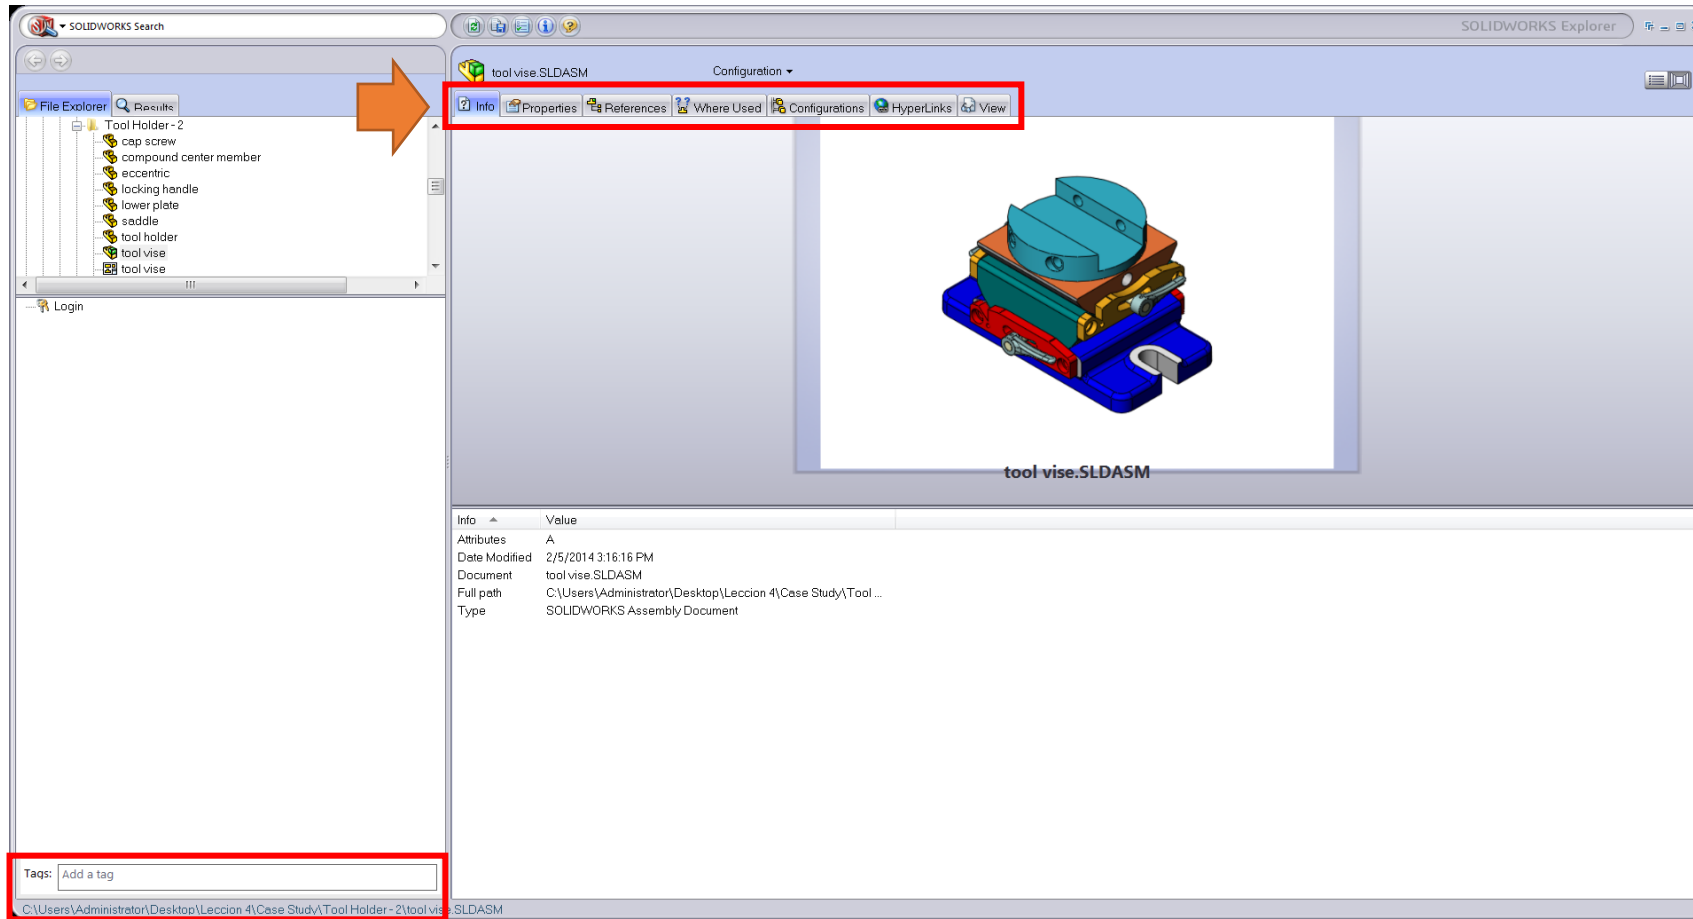 SOLIDWORKS Search
SOLIDWORKS Explorer
tool vise.SLDASM
Configuration
File Explorer Results
Info Properties References Where Used Configurations HyperLinks View
Tool Holder - 2
cap screw
compound center member
eccentric
locking handle
lower plate
saddle
tool holder
tool vise
tool vise
Login
tool vise.SLDASM
Info Value
Attributes A
Date Modified 2/5/2014 3:16:16 PM
Document tool vise.SLDASM
Full path C:\Users\Administrator\Desktop\Leccion 4\Case Study\Tool ...
Type SOLIDWORKS Assembly Document
Tags: Add a tag
C:\Users\Administrator\Desktop\Leccion 4\Case Study\Tool Holder - 2\tool vise.SLDASM